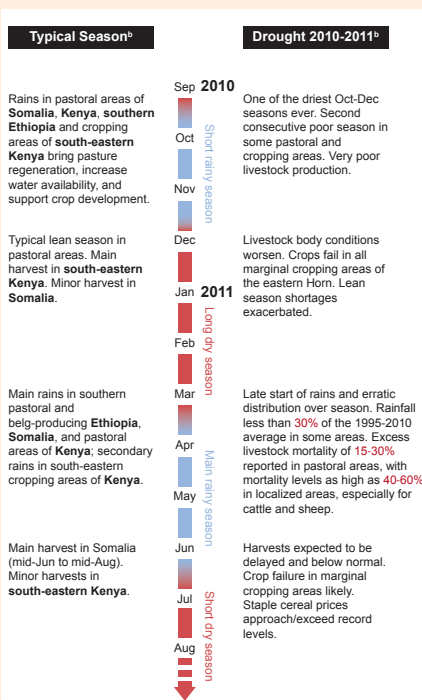 Typical Seasonᵇ
Drought 2010-2011ᵇ
Sep 2010
Rains in pastoral areas of
Somalia, Kenya, southern
Ethiopia and cropping
areas of south-eastern
Kenya bring pasture
regeneration, increase
water availability, and
support crop development.
Oct
Nov
Short rainy season
One of the driest Oct-Dec
seasons ever. Second
consecutive poor season in
some pastoral and
cropping areas. Very poor
livestock production.
Typical lean season in
pastoral areas. Main
harvest in south-eastern
Kenya. Minor harvest in
Somalia.
Dec
Jan 2011
Feb
Long dry season
Livestock body conditions
worsen. Crops fail in all
marginal cropping areas of
the eastern Horn. Lean
season shortages
exacerbated.
Main rains in southern
pastoral and
belg-producing Ethiopia,
Somalia, and pastoral
areas of Kenya; secondary
rains in south-eastern
cropping areas of Kenya.
Mar
Apr
May
Main rainy season
Late start of rains and erratic
distribution over season. Rainfall
less than 30% of the 1995-2010
average in some areas. Excess
livestock mortality of 15-30%
reported in pastoral areas, with
mortality levels as high as 40-60%
in localized areas, especially for
cattle and sheep.
Main harvest in Somalia
(mid-Jun to mid-Aug).
Minor harvests in
south-eastern Kenya.
Jun
Jul
Aug
Short dry season
Harvests expected to be
delayed and below normal.
Crop failure in marginal
cropping areas likely.
Staple cereal prices
approach/exceed record
levels.